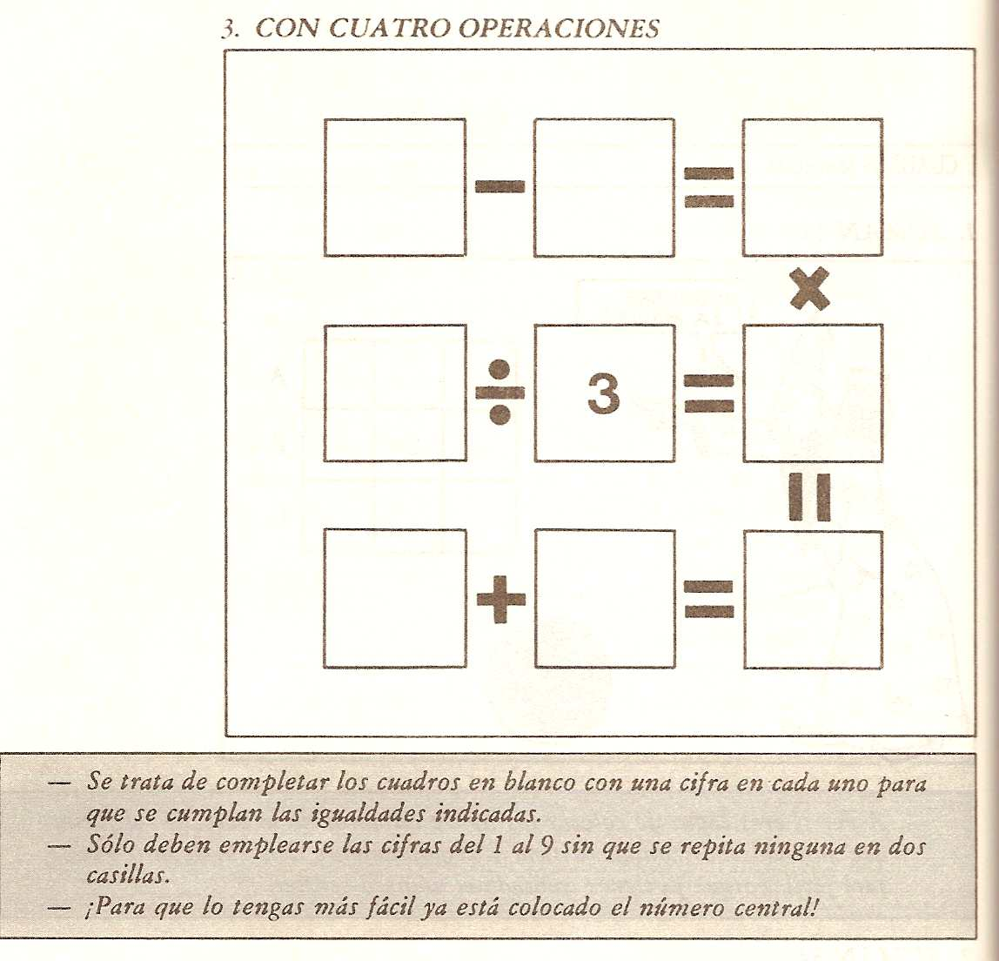 3. CON CUATRO OPERACIONES
− =
×
÷ 3 =
=
+ =
— Se trata de completar los cuadros en blanco con una cifra en cada uno para
que se cumplan las igualdades indicadas.
— Sólo deben emplearse las cifras del 1 al 9 sin que se repita ninguna en dos
casillas.
— ¡Para que lo tengas más fácil ya está colocado el número central!